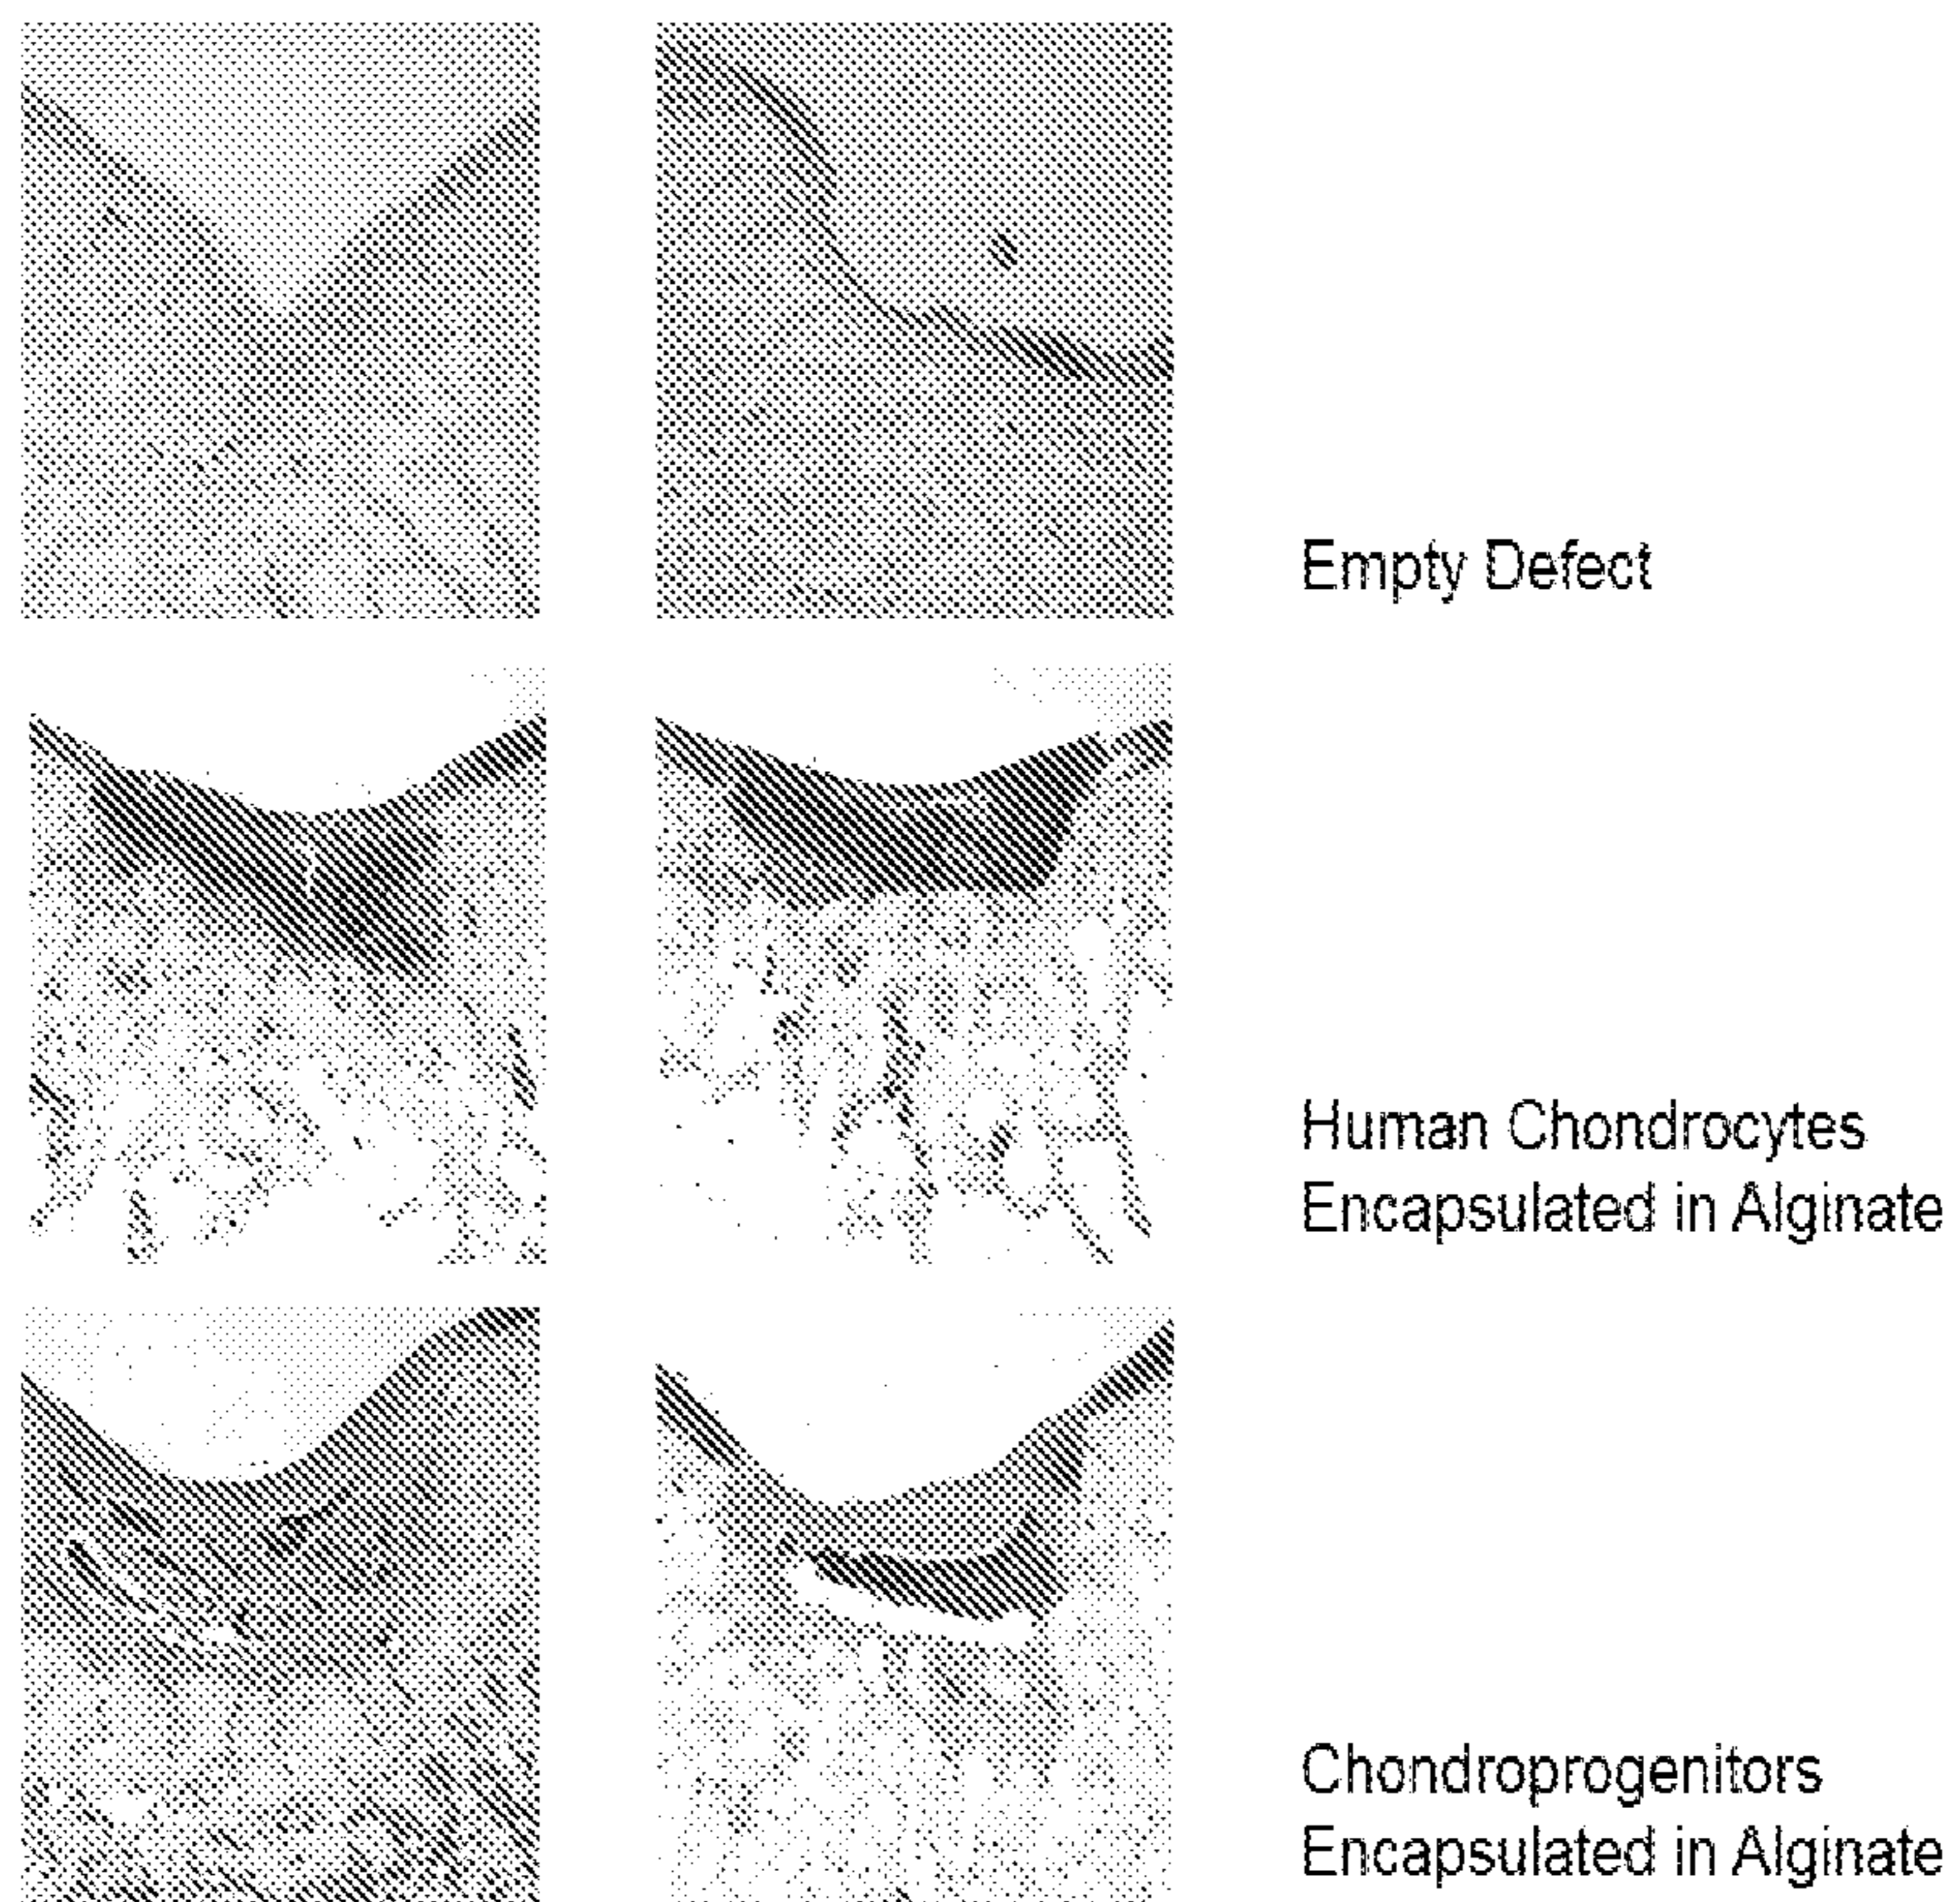 Empty Defect
Human Chondrocytes
Encapsulated in Alginate
Chondroprogenitors
Encapsulated in Alginate